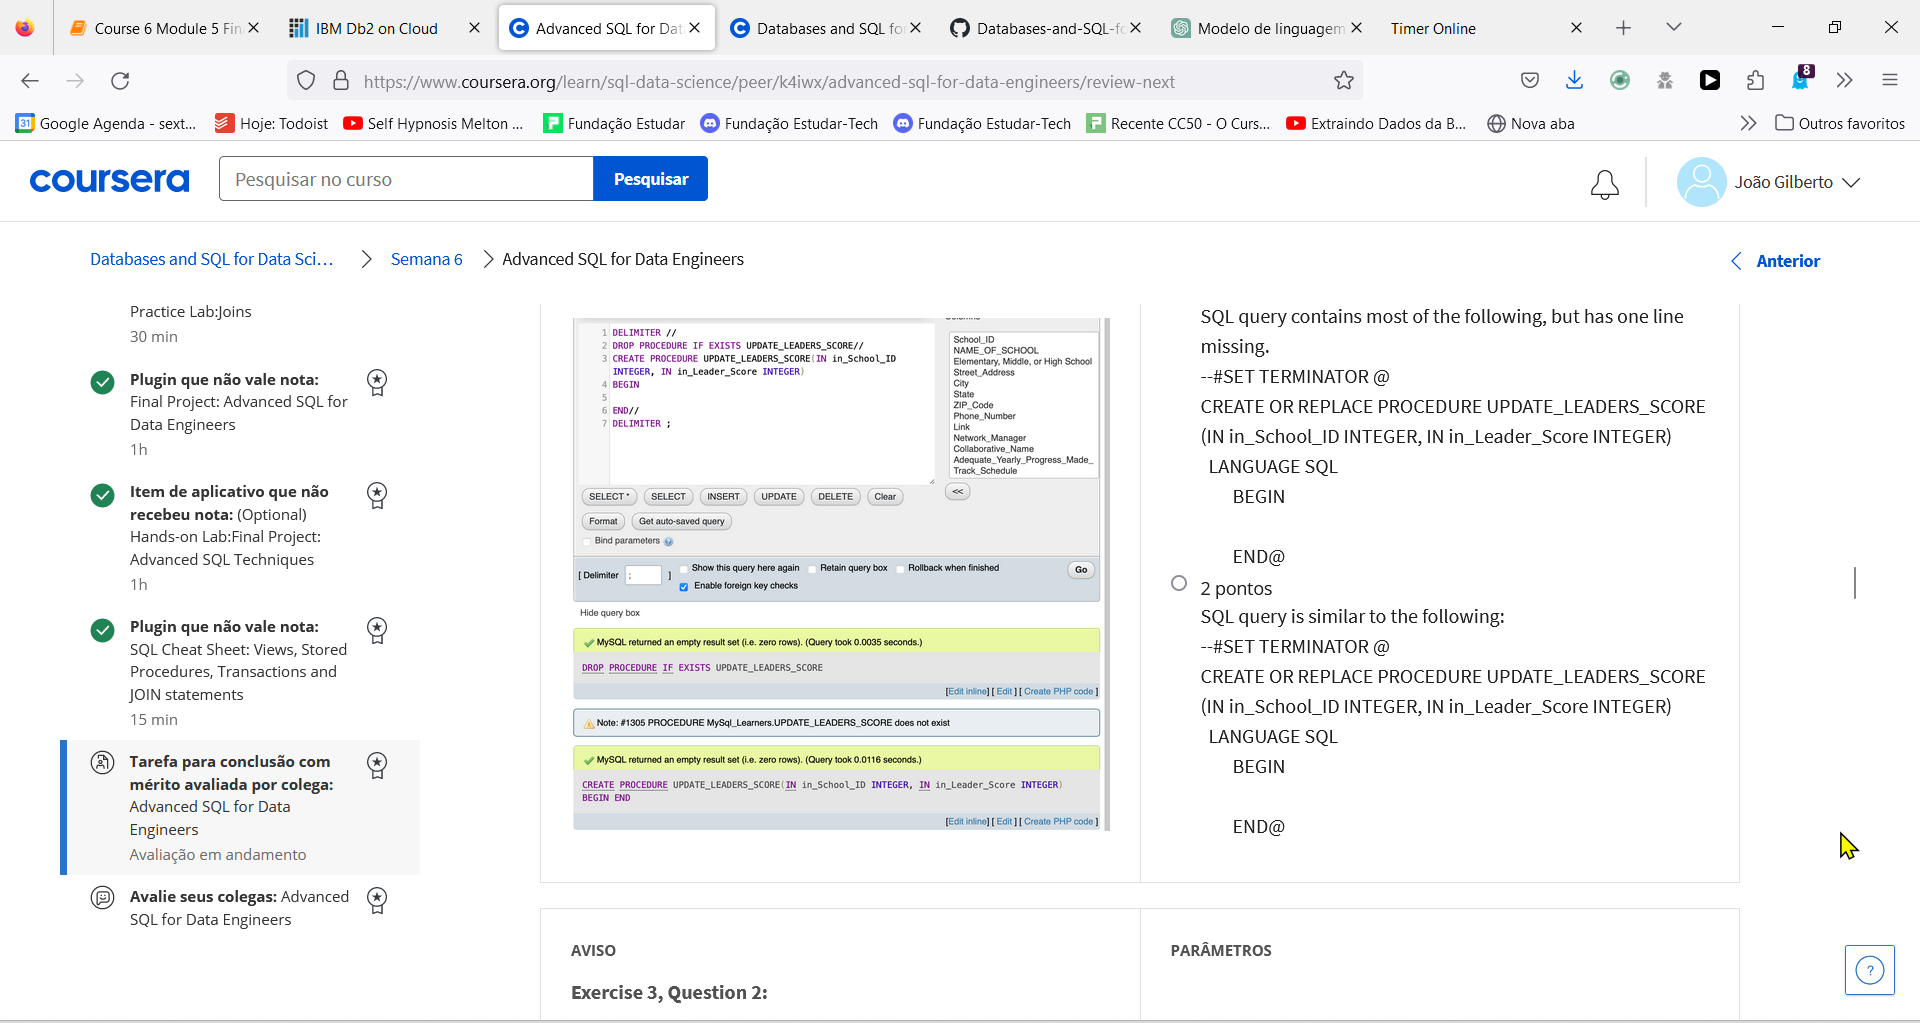 Course 6 Module 5 Fin
IBM Db2 on Cloud
Advanced SQL for Dat
Databases and SQL fo
Databases-and-SQL-fo
Modelo de linguagem
Timer Online
https://www.coursera.org/learn/sql-data-science/peer/k4iwx/advanced-sql-for-data-engineers/review-next
8
31
Google Agenda - sext...
Hoje: Todoist
Self Hypnosis Melton ...
Fundação Estudar
Fundação Estudar-Tech
Fundação Estudar-Tech
Recente CC50 - O Curs...
Extraindo Dados da B...
Nova aba
Outros favoritos
coursera
Pesquisar no curso
Pesquisar
João Gilberto
Databases and SQL for Data Sci...
Semana 6
Advanced SQL for Data Engineers
Anterior
Practice Lab:Joins
30 min
Plugin que não vale nota:
Final Project: Advanced SQL for
Data Engineers
1h
Item de aplicativo que não
recebeu nota: (Optional)
Hands-on Lab:Final Project:
Advanced SQL Techniques
1h
Plugin que não vale nota:
SQL Cheat Sheet: Views, Stored
Procedures, Transactions and
JOIN statements
15 min
Tarefa para conclusão com
mérito avaliada por colega:
Advanced SQL for Data
Engineers
Avaliação em andamento
Avalie seus colegas: Advanced
SQL for Data Engineers
1 DELIMITER //
2 DROP PROCEDURE IF EXISTS UPDATE_LEADERS_SCORE//
3 CREATE PROCEDURE UPDATE_LEADERS_SCORE(IN in_School_ID
INTEGER, IN in_Leader_Score INTEGER)
4 BEGIN
5
6 END//
7 DELIMITER ;
Columns
School_ID
NAME_OF_SCHOOL
Elementary, Middle, or High School
Street_Address
City
State
ZIP_Code
Phone_Number
Link
Network_Manager
Collaborative_Name
Adequate_Yearly_Progress_Made_
Track_Schedule
SELECT *
SELECT
INSERT
UPDATE
DELETE
Clear
<<
Format
Get auto-saved query
Bind parameters
[ Delimiter ; ]
Show this query here again
Retain query box
Rollback when finished
Go
Enable foreign key checks
Hide query box
MySQL returned an empty result set (i.e. zero rows). (Query took 0.0035 seconds.)
DROP PROCEDURE IF EXISTS UPDATE_LEADERS_SCORE
[Edit inline] [ Edit ] [ Create PHP code ]
Note: #1305 PROCEDURE MySql_Learners.UPDATE_LEADERS_SCORE does not exist
MySQL returned an empty result set (i.e. zero rows). (Query took 0.0116 seconds.)
CREATE PROCEDURE UPDATE_LEADERS_SCORE(IN in_School_ID INTEGER, IN in_Leader_Score INTEGER)
BEGIN END
[Edit inline] [ Edit ] [ Create PHP code ]
SQL query contains most of the following, but has one line
missing.
--#SET TERMINATOR @
CREATE OR REPLACE PROCEDURE UPDATE_LEADERS_SCORE
(IN in_School_ID INTEGER, IN in_Leader_Score INTEGER)
LANGUAGE SQL
BEGIN
END@
2 pontos
SQL query is similar to the following:
--#SET TERMINATOR @
CREATE OR REPLACE PROCEDURE UPDATE_LEADERS_SCORE
(IN in_School_ID INTEGER, IN in_Leader_Score INTEGER)
LANGUAGE SQL
BEGIN
END@
AVISO
Exercise 3, Question 2:
PARÂMETROS
?